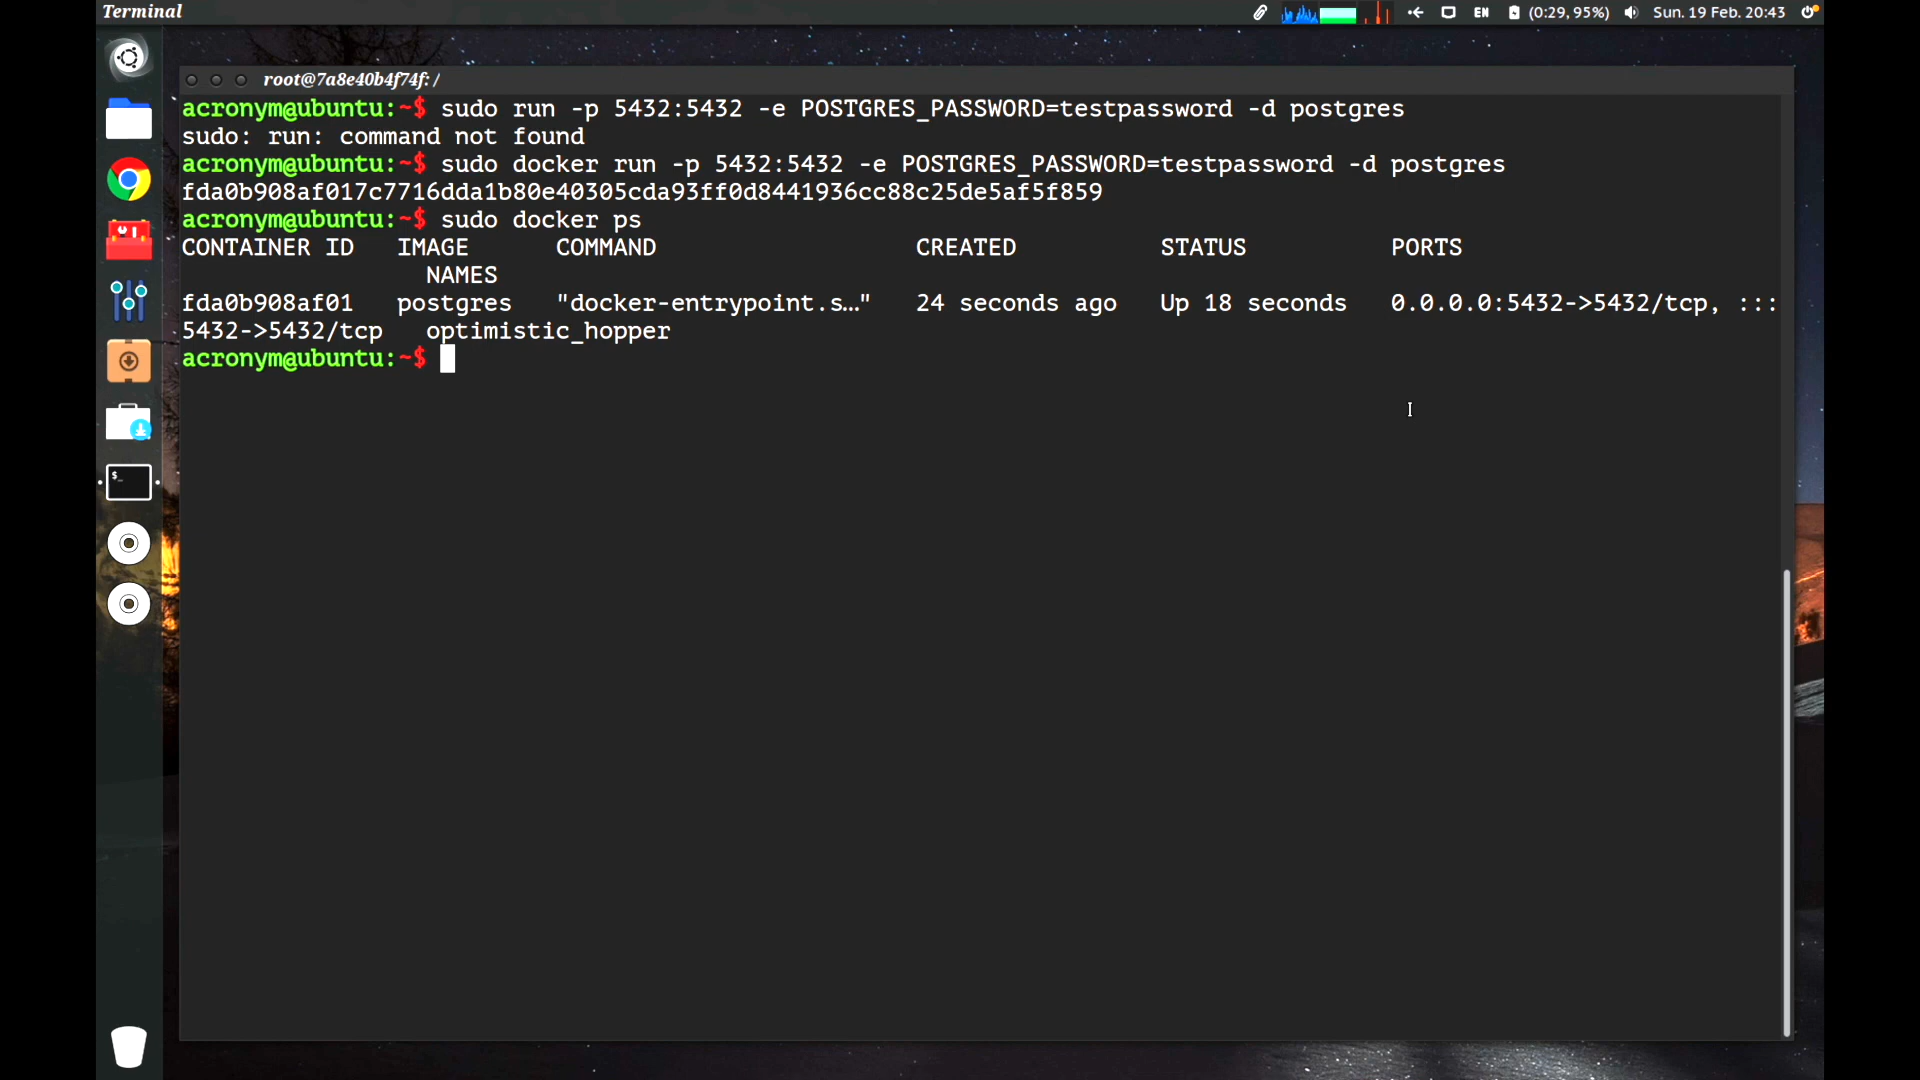 Terminal
EN
(0:29, 95%)
Sun. 19 Feb. 20:43
root@7a8e40b4f74f: /
acronym@ubuntu:~$ sudo run -p 5432:5432 -e POSTGRES_PASSWORD=testpassword -d postgres
sudo: run: command not found
acronym@ubuntu:~$ sudo docker run -p 5432:5432 -e POSTGRES_PASSWORD=testpassword -d postgres
fda0b908af017c7716dda1b80e40305cda93ff0d8441936cc88c25de5af5f859
acronym@ubuntu:~$ sudo docker ps
CONTAINER ID   IMAGE      COMMAND                  CREATED          STATUS          PORTS
                 NAMES
fda0b908af01   postgres   "docker-entrypoint.s…"   24 seconds ago   Up 18 seconds   0.0.0.0:5432->5432/tcp, :::
5432->5432/tcp   optimistic_hopper
acronym@ubuntu:~$
$_